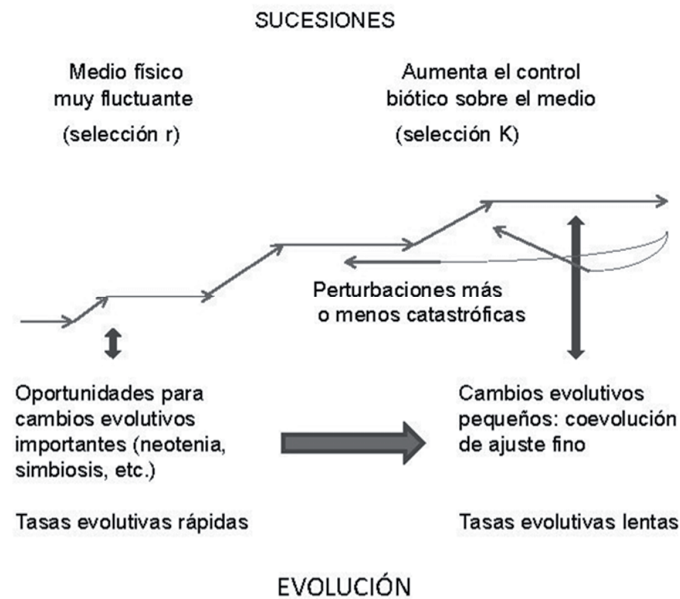 SUCESIONES
Medio físico
muy fluctuante
(selección r)
Aumenta el control
biótico sobre el medio
(selección K)
Perturbaciones más
o menos catastróficas
Oportunidades para
cambios evolutivos
importantes (neotenia,
simbiosis, etc.)
Tasas evolutivas rápidas
Cambios evolutivos
pequeños: coevolución
de ajuste fino
Tasas evolutivas lentas
EVOLUCIÓN